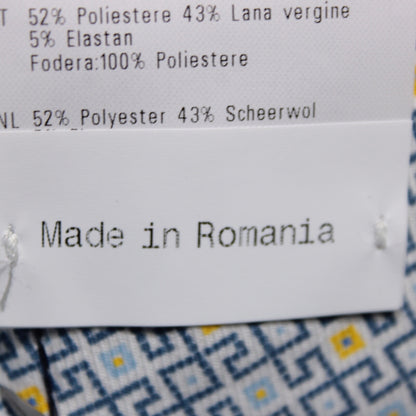 T 52% Poliestere 43% Lana vergine
5% Elastan
Fodera:100% Poliestere
NL 52% Polyester 43% Scheerwol
Made in Romania